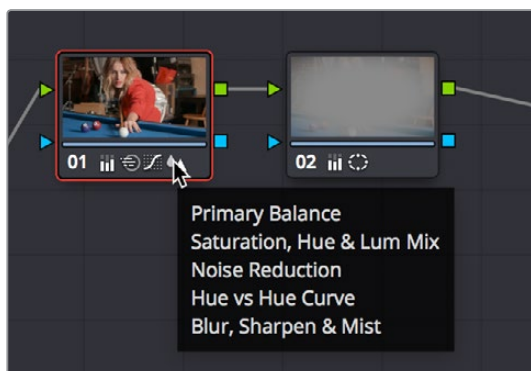 01
02
Primary Balance
Saturation, Hue & Lum Mix
Noise Reduction
Hue vs Hue Curve
Blur, Sharpen & Mist